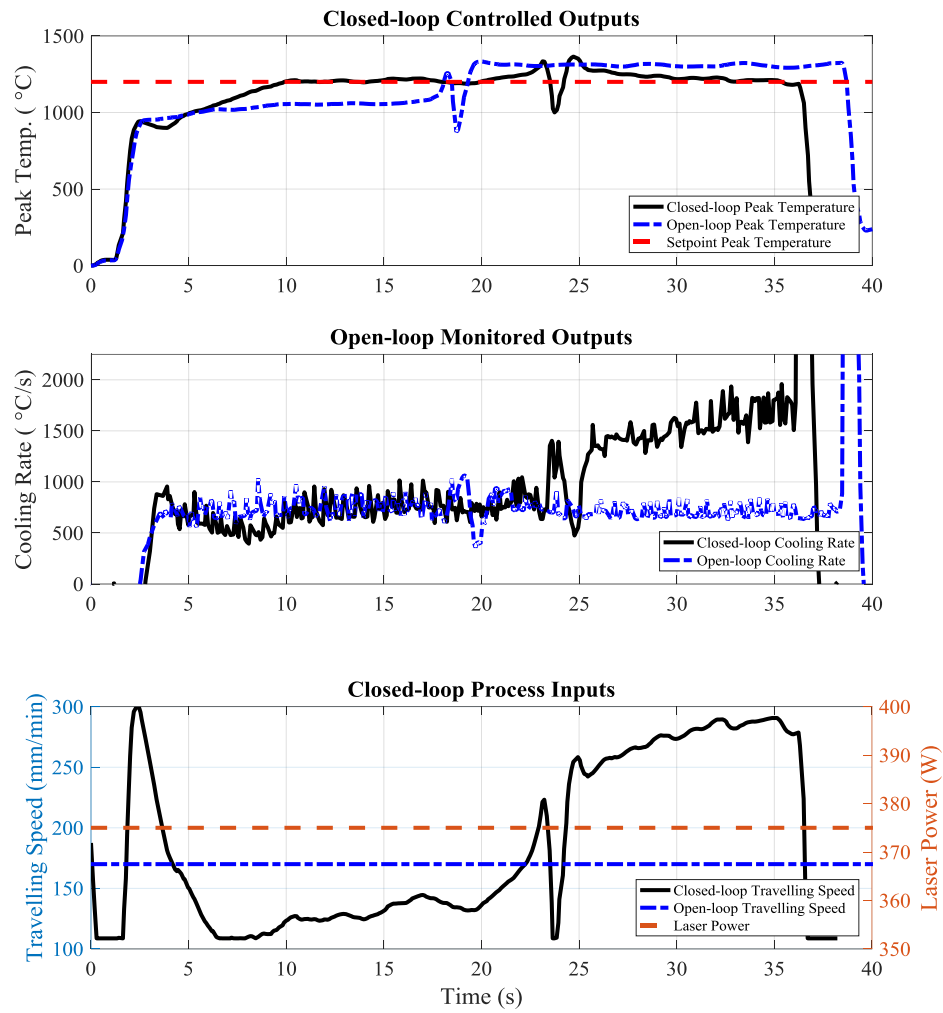 Closed-loop Controlled Outputs
Peak Temp. ( °C)
1500
1000
500
0
Closed-loop Peak Temperature
Open-loop Peak Temperature
Setpoint Peak Temperature
0 5 10 15 20 25 30 35 40
Open-loop Monitored Outputs
Cooling Rate ( °C/s)
2000
1500
1000
500
0
Closed-loop Cooling Rate
Open-loop Cooling Rate
0 5 10 15 20 25 30 35 40
Closed-loop Process Inputs
Travelling Speed (mm/min)
300
250
200
150
100
400
390
380
370
360
350
Laser Power (W)
Closed-loop Travelling Speed
Open-loop Travelling Speed
Laser Power
0 5 10 15 20 25 30 35 40
Time (s)